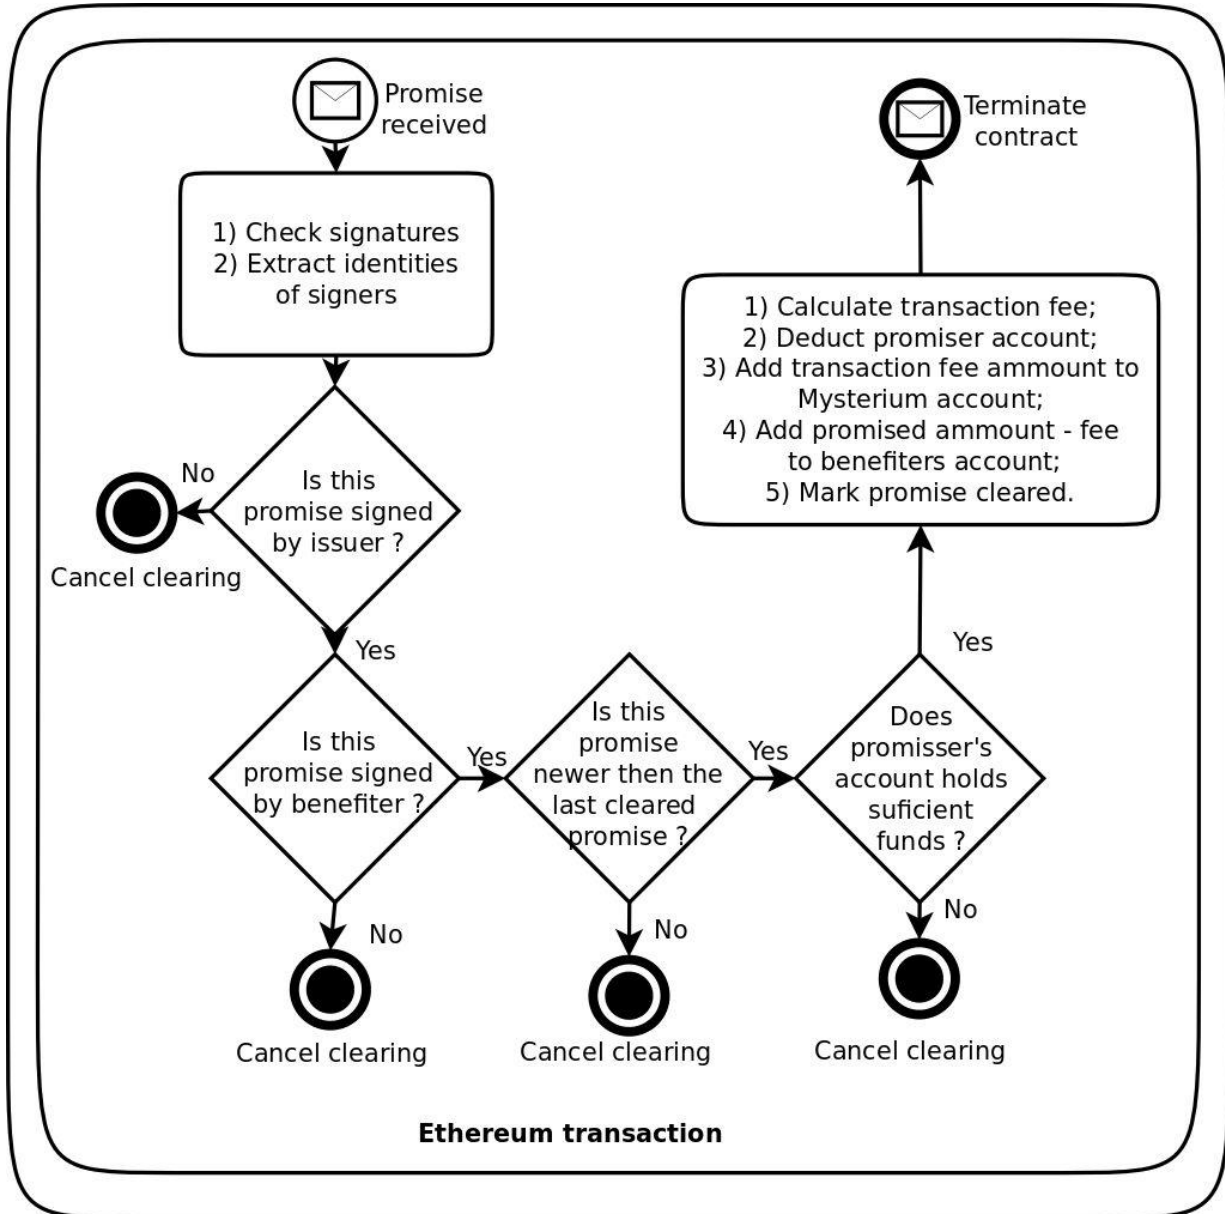 Promise
received
1) Check signatures
2) Extract identities
of signers
Is this
promise signed
by issuer ?
No
Cancel clearing
Yes
Is this
promise signed
by benefiter ?
No
Cancel clearing
Yes
Is this
promise
newer then the
last cleared
promise ?
No
Cancel clearing
Yes
Does
promisser's
account holds
suficient
funds ?
No
Cancel clearing
Yes
1) Calculate transaction fee;
2) Deduct promiser account;
3) Add transaction fee ammount to
Mysterium account;
4) Add promised ammount - fee
to benefiters account;
5) Mark promise cleared.
Terminate
contract
Ethereum transaction